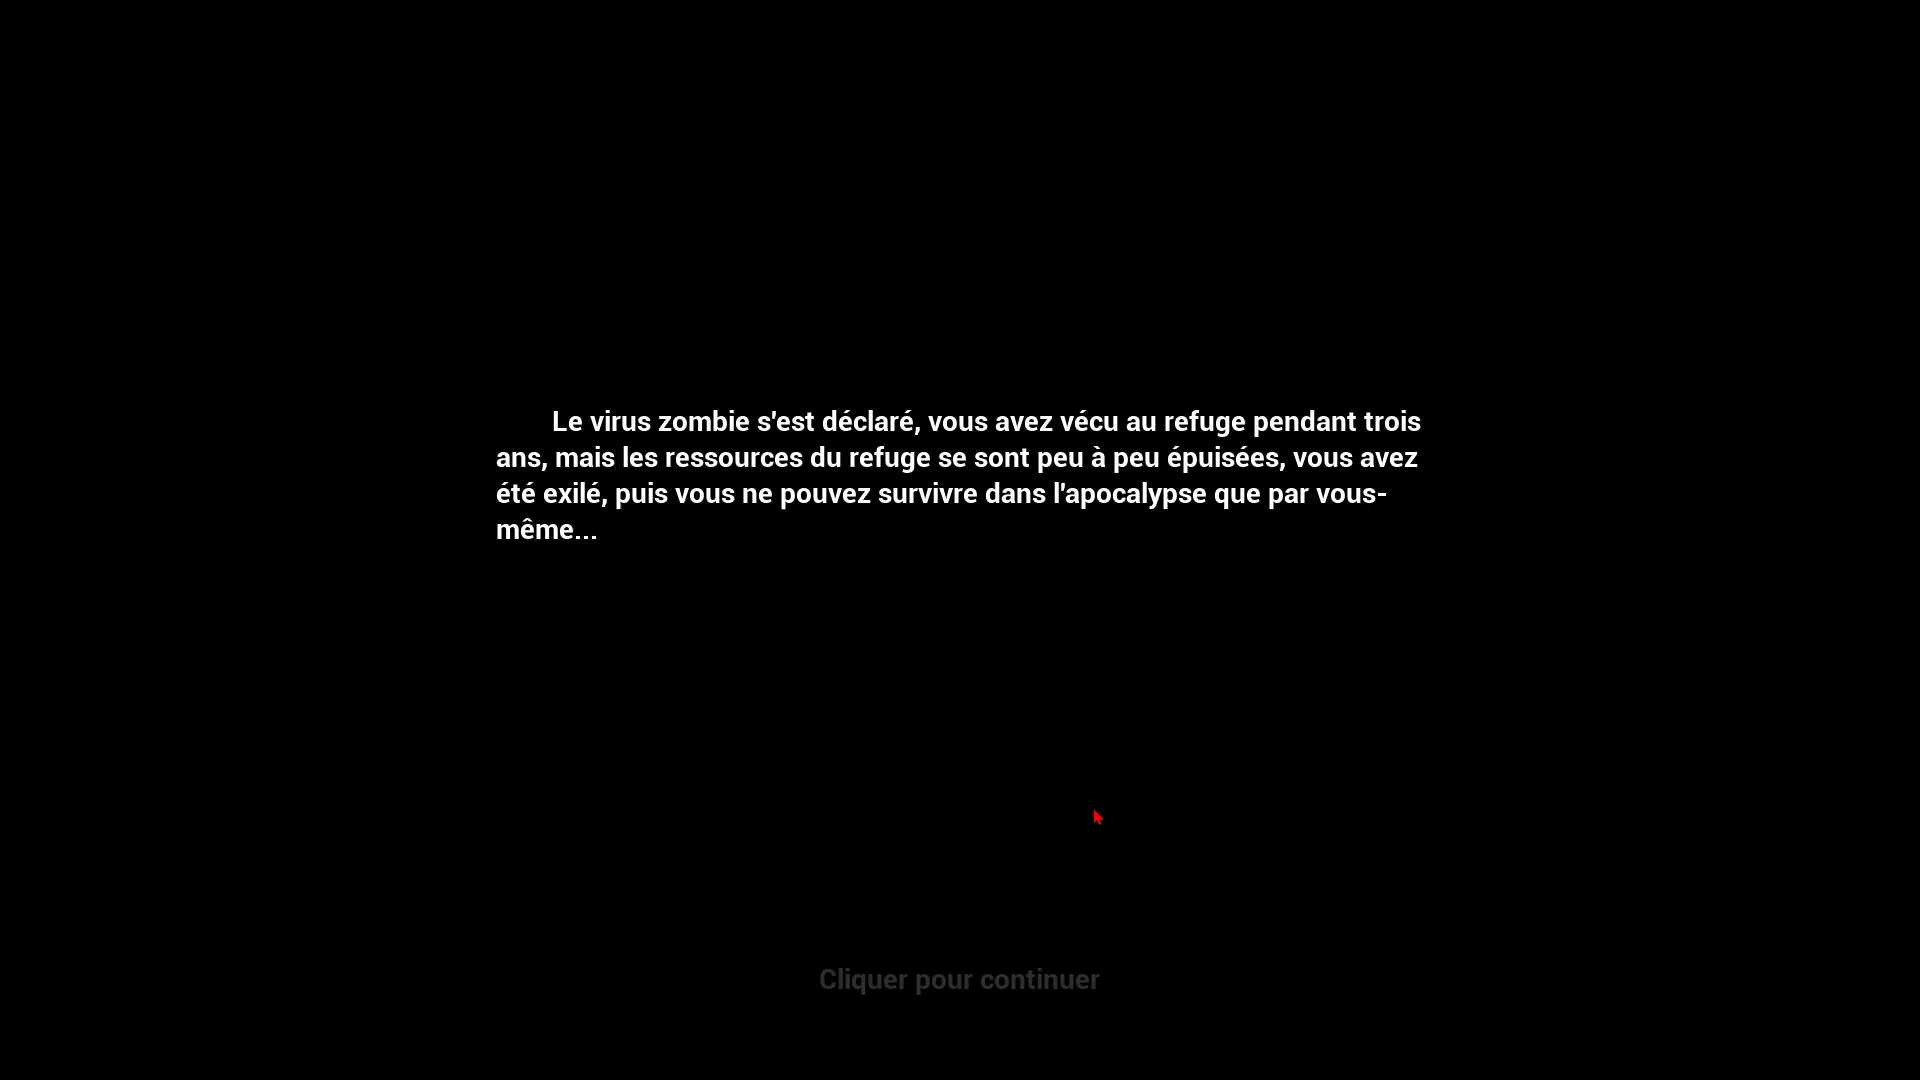 Le virus zombie s'est déclaré, vous avez vécu au refuge pendant trois
ans, mais les ressources du refuge se sont peu à peu épuisées, vous avez
été exilé, puis vous ne pouvez survivre dans l'apocalypse que par vous-
même...
Cliquer pour continuer